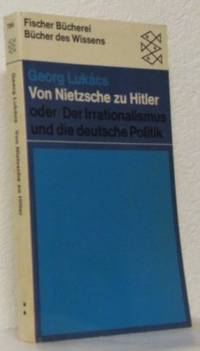 Fischer Bücherei
Bücher des Wissens
Georg Lukács
Von Nietzsche zu Hitler
oder Der Irrationalismus
und die deutsche Politik
Georg Lukács Von Nietzsche zu Hitler